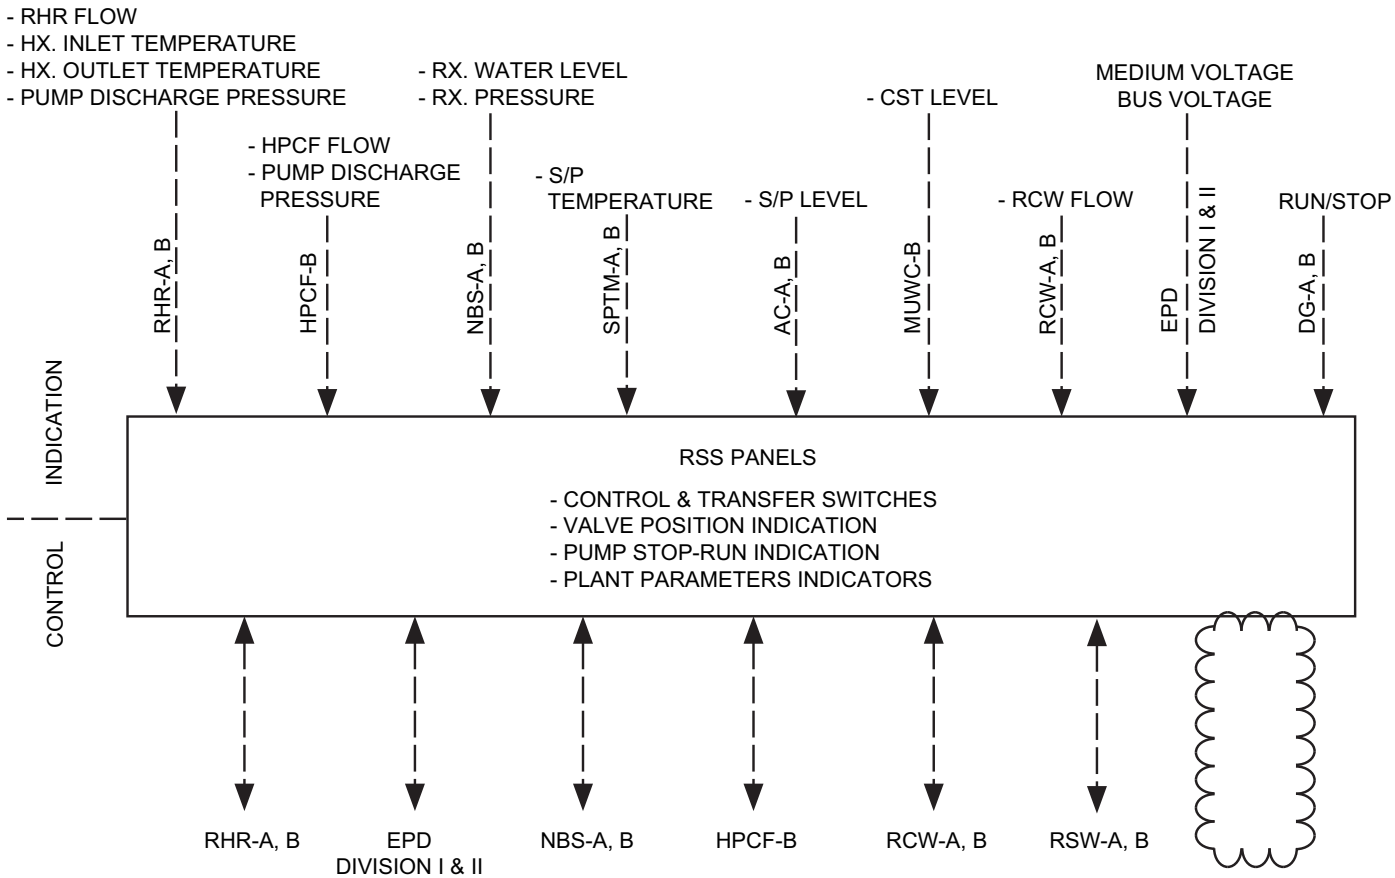 - RHR FLOW
- HX. INLET TEMPERATURE
- HX. OUTLET TEMPERATURE
- PUMP DISCHARGE PRESSURE
- HPCF FLOW
- PUMP DISCHARGE
PRESSURE
- RX. WATER LEVEL
- RX. PRESSURE
- S/P
TEMPERATURE
- S/P LEVEL
- CST LEVEL
- RCW FLOW
MEDIUM VOLTAGE
BUS VOLTAGE
RUN/STOP
RHR-A, B
HPCF-B
NBS-A, B
SPTM-A, B
AC-A, B
MUWC-B
RCW-A, B
EPD
DIVISION I & II
DG-A, B
INDICATION
CONTROL
RSS PANELS
- CONTROL & TRANSFER SWITCHES
- VALVE POSITION INDICATION
- PUMP STOP-RUN INDICATION
- PLANT PARAMETERS INDICATORS
RHR-A, B
EPD
DIVISION I & II
NBS-A, B
HPCF-B
RCW-A, B
RSW-A, B